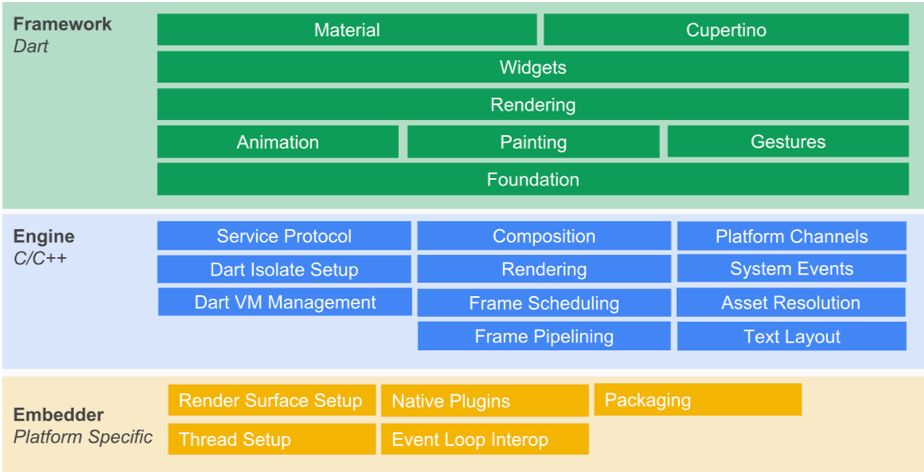 Framework
Dart
Material Cupertino
Widgets
Rendering
Animation Painting Gestures
Foundation
Engine
C/C++
Service Protocol Composition Platform Channels
Dart Isolate Setup Rendering System Events
Dart VM Management Frame Scheduling Asset Resolution
Frame Pipelining Text Layout
Embedder
Platform Specific
Render Surface Setup Native Plugins Packaging
Thread Setup Event Loop Interop